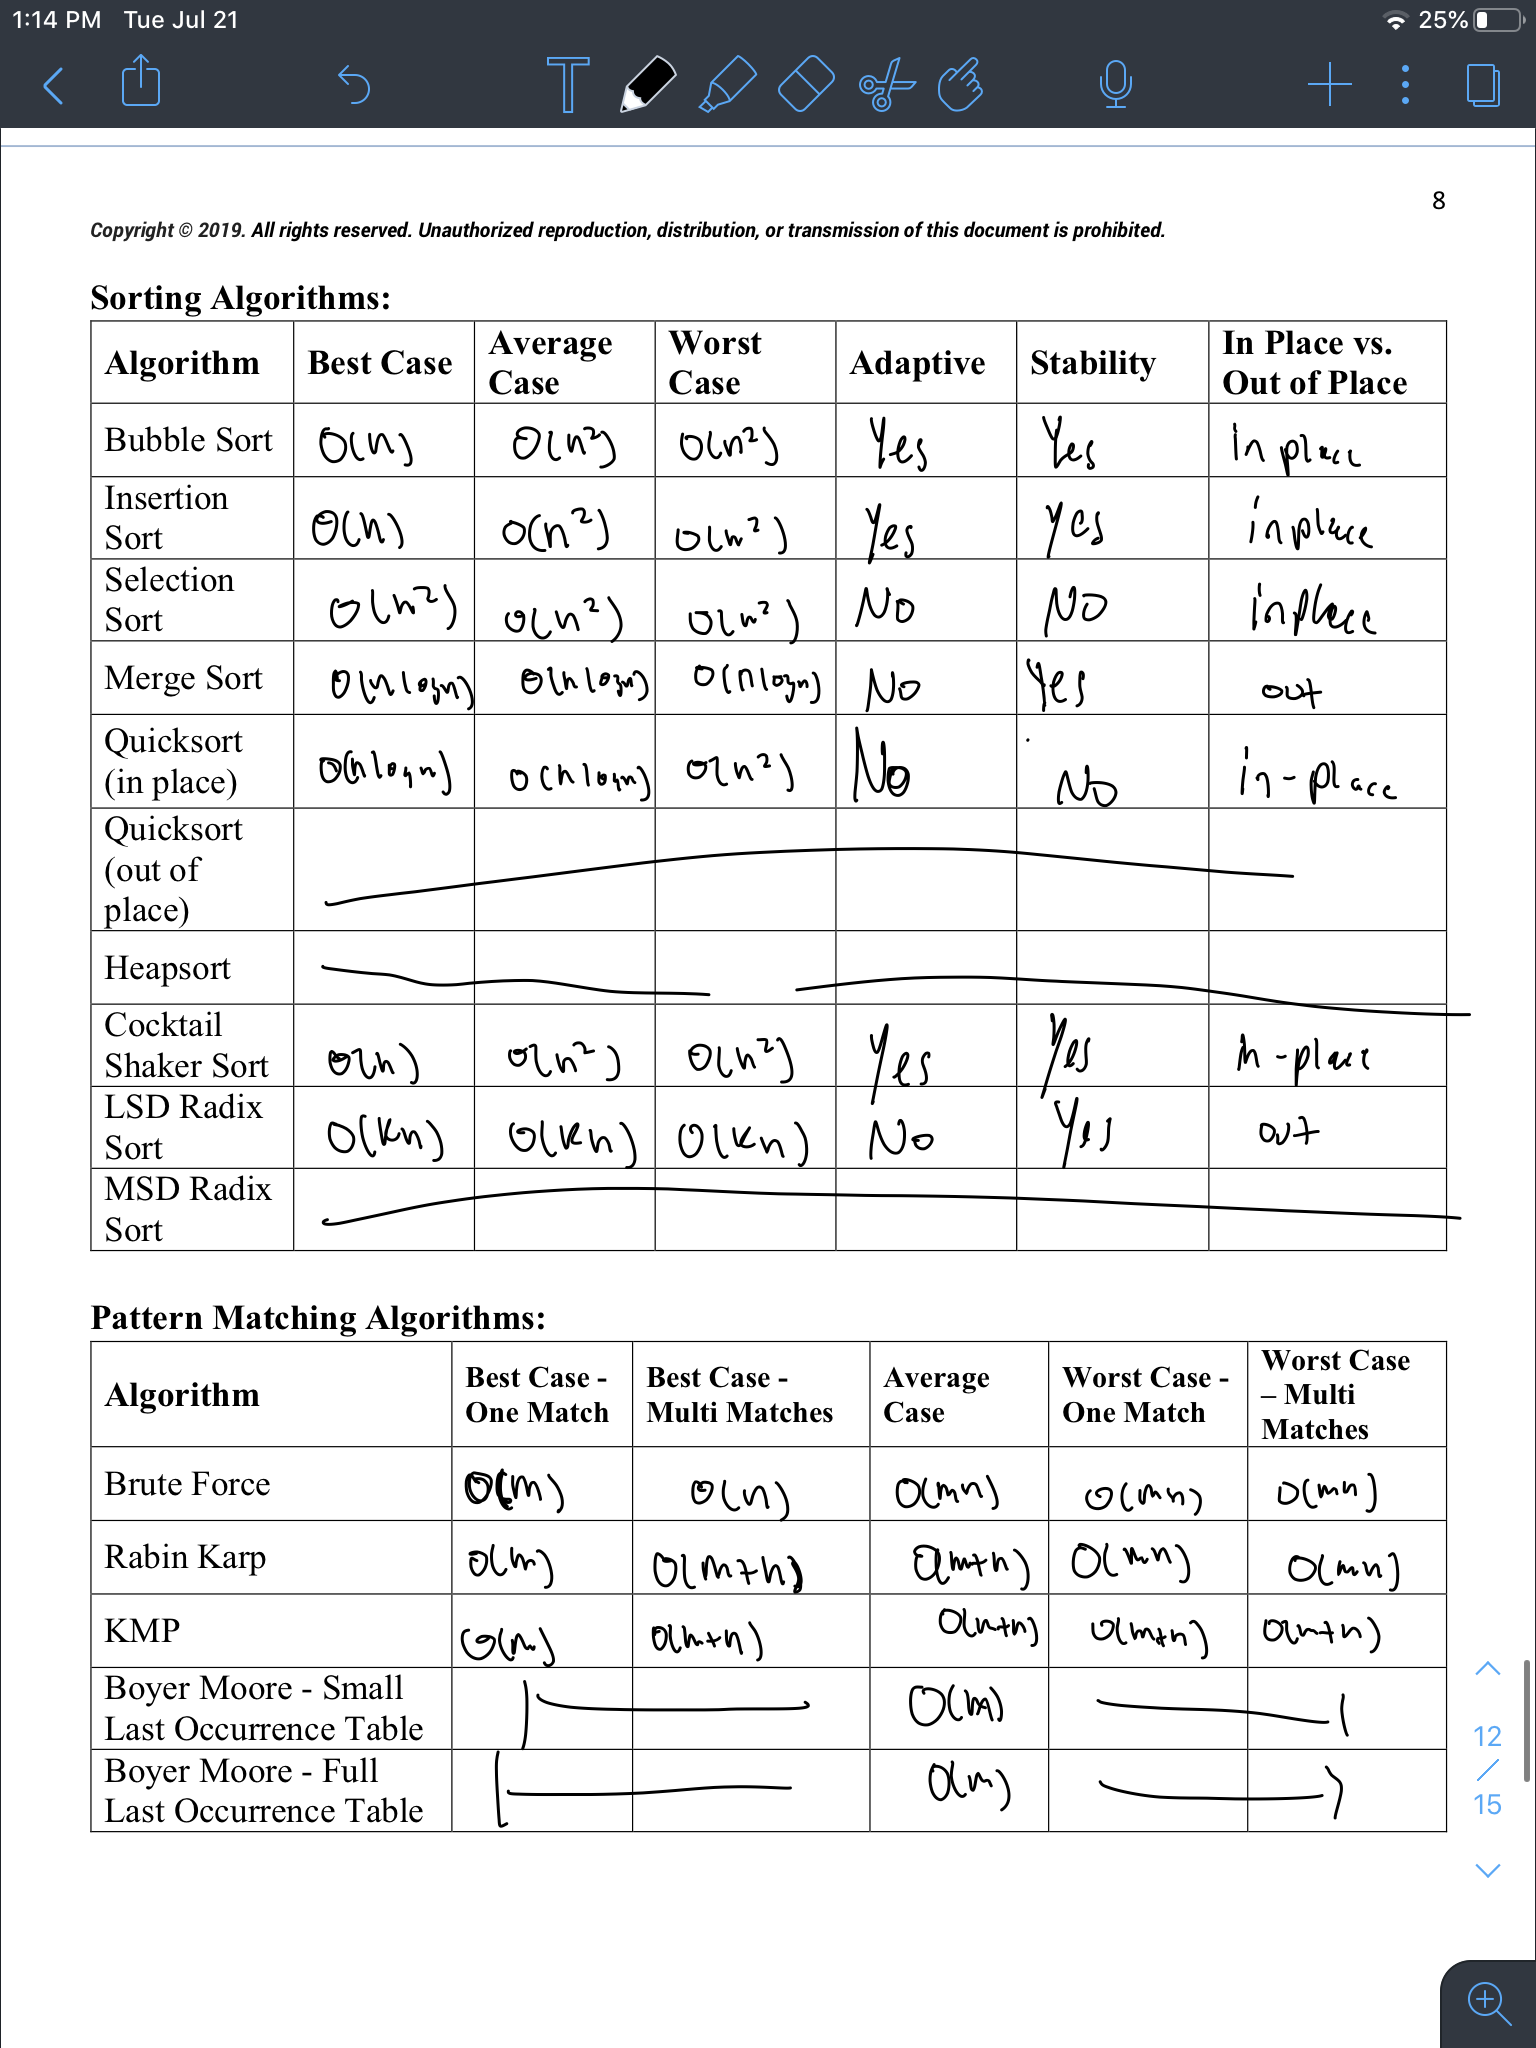 1:14 PM Tue Jul 21 25%
8
Copyright © 2019. All rights reserved. Unauthorized reproduction, distribution, or transmission of this document is prohibited.
Sorting Algorithms:
Algorithm Best Case Average Case Worst Case Adaptive Stability In Place vs. Out of Place
Bubble Sort O(n) O(n²) O(n²) Yes Yes In place
Insertion Sort O(n) O(n²) O(n²) Yes yes inplace
Selection Sort O(n²) O(n²) O(n²) No NO inplace
Merge Sort O(nlogn) O(nlogn) O(nlogn) No Yes out
Quicksort (in place) O(nlogn) O(nlogn) O(n²) No No in-place
Quicksort (out of place)
Heapsort
Cocktail Shaker Sort O(n) O(n²) O(n²) Yes Yes in-place
LSD Radix Sort O(kn) O(kn) O(kn) No Yes out
MSD Radix Sort
Pattern Matching Algorithms:
Algorithm Best Case - One Match Best Case - Multi Matches Average Case Worst Case - One Match Worst Case – Multi Matches
Brute Force O(m) O(n) O(mn) O(mn) O(mn)
Rabin Karp O(m) O(m+n) O(m+n) O(mn) O(mn)
KMP O(m) O(m+n) O(m+n) O(m+n) O(m+n)
Boyer Moore - Small Last Occurrence Table O(m)
Boyer Moore - Full Last Occurrence Table O(m)
12
/
15